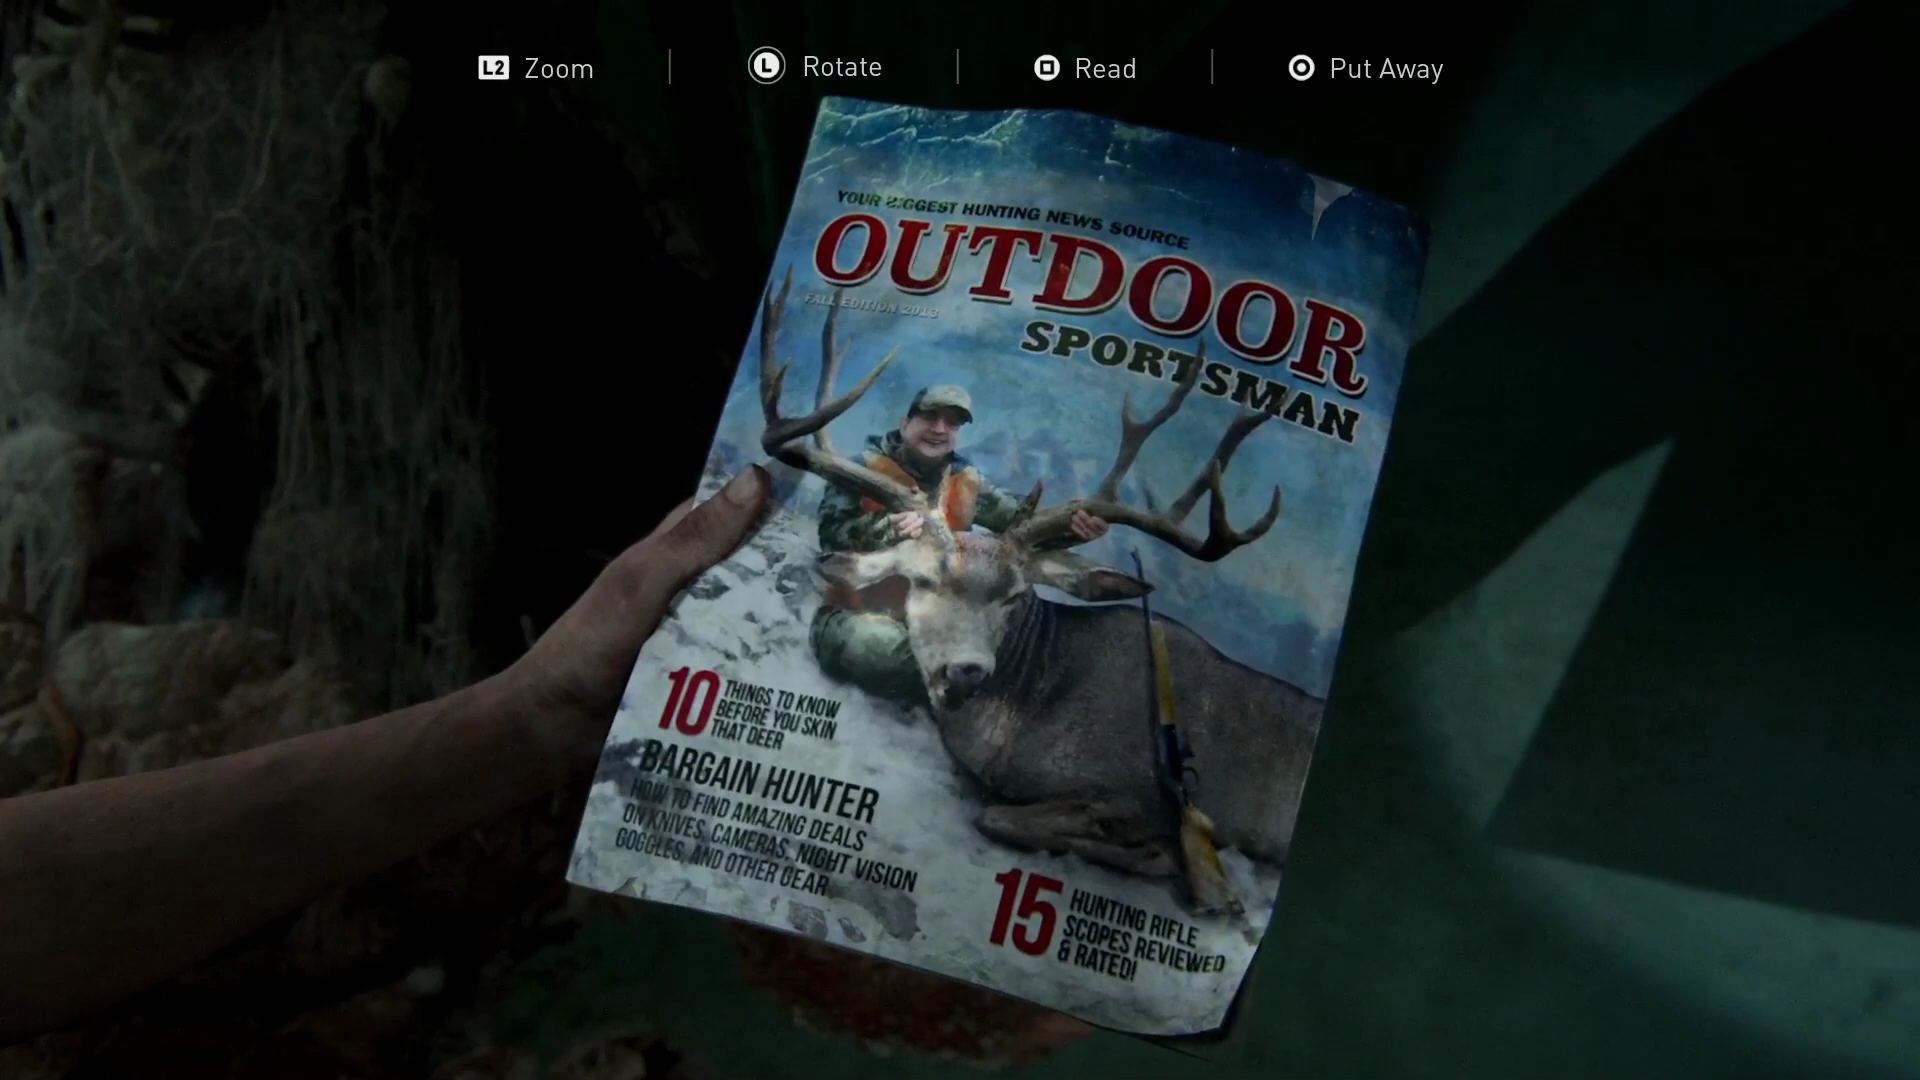 L2 Zoom
L Rotate
Read
Put Away
YOUR BIGGEST HUNTING NEWS SOURCE
OUTDOOR
FALL EDITION 2013
SPORTSMAN
10 THINGS TO KNOW
BEFORE YOU SKIN
THAT DEER
BARGAIN HUNTER
HOW TO FIND AMAZING DEALS
ON KNIVES, CAMERAS, NIGHT VISION
GOGGLES, AND OTHER GEAR
15 HUNTING RIFLE
SCOPES REVIEWED
& RATED!